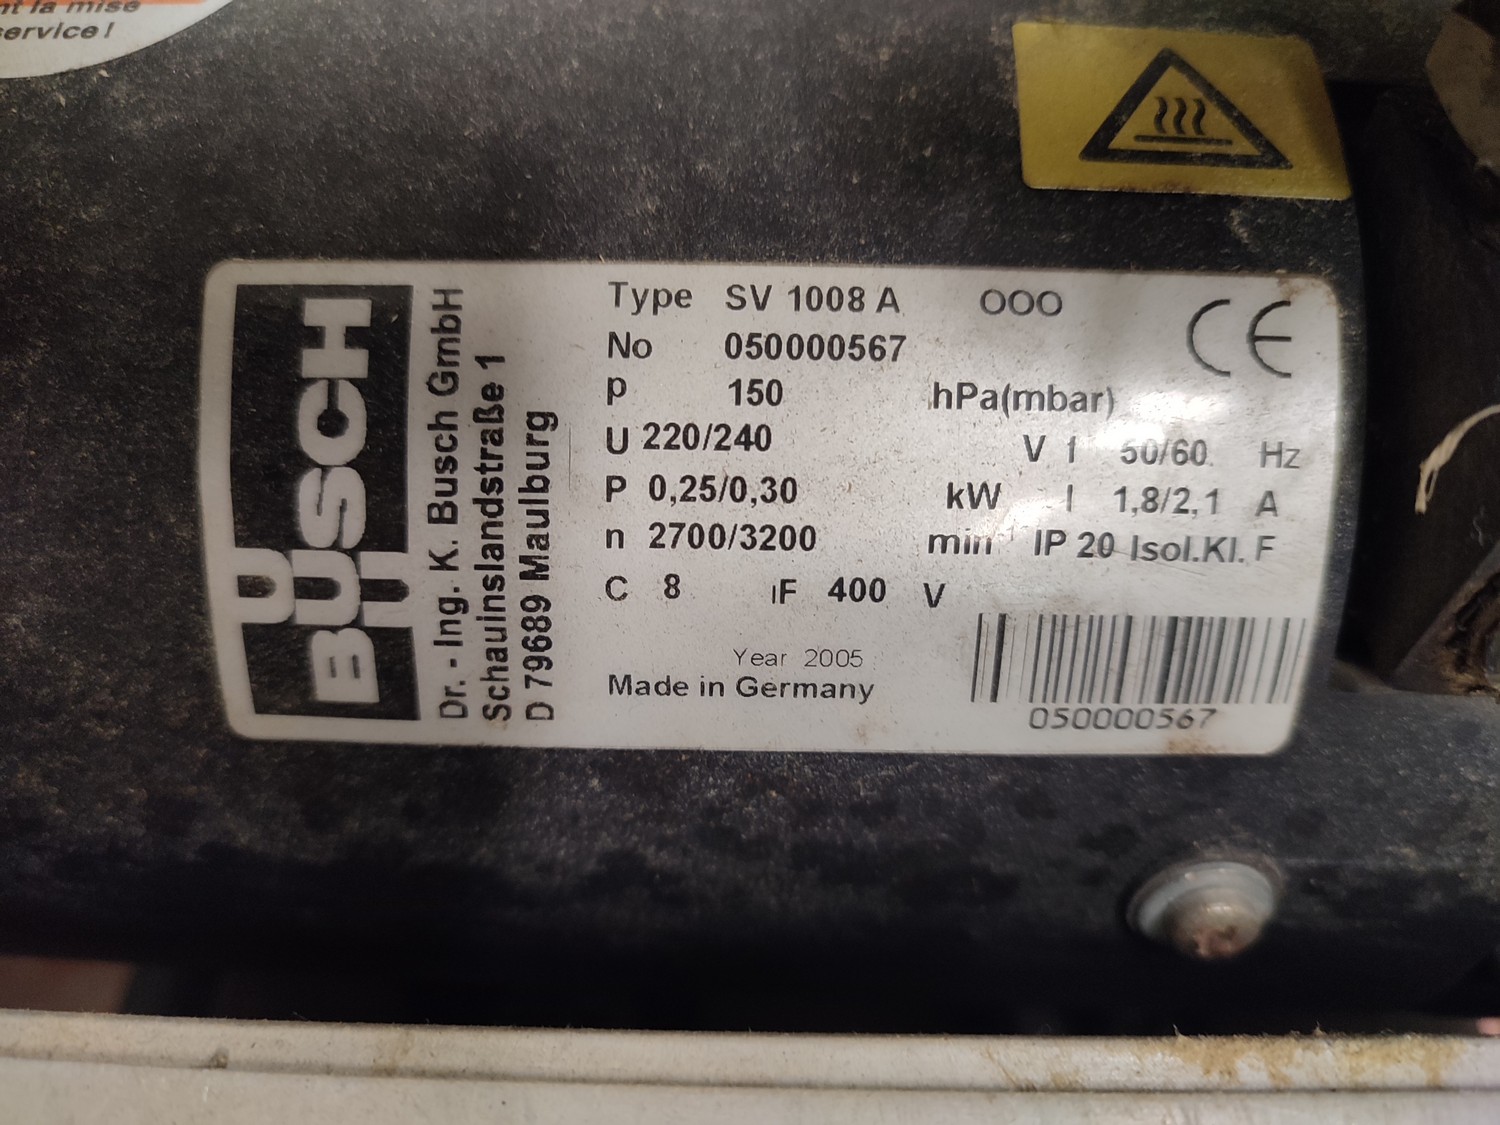 nt la mise
service!
BUSCH
Dr. - Ing. K. Busch GmbH
Schauinslandstraße 1
D 79689 Maulburg
Type SV 1008 A OOO CE
No 050000567
p 150 hPa(mbar)
U 220/240 V f 50/60 Hz
P 0,25/0,30 kW I 1,8/2,1 A
n 2700/3200 min IP 20 Isol.Kl. F
C 8 F 400 V
Year 2005
Made in Germany
050000567